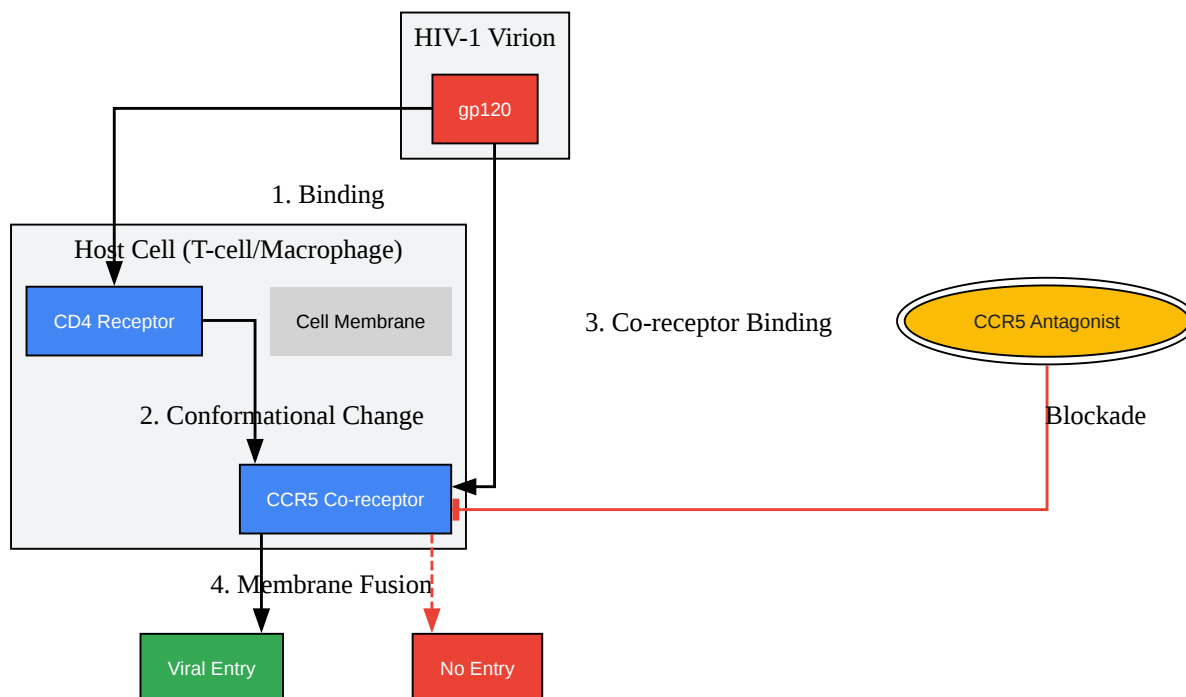 HIV-1 Virion
gp120
1. Binding
Host Cell (T-cell/Macrophage)
CD4 Receptor
Cell Membrane
3. Co-receptor Binding
CCR5 Antagonist
2. Conformational Change
Blockade
CCR5 Co-receptor
4. Membrane Fusion
Viral Entry
No Entry